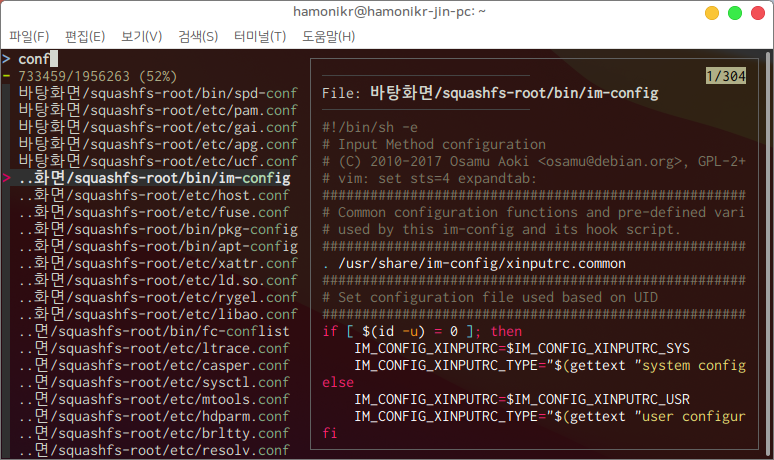 hamonikr@hamonikr-jin-pc: ~
파일(F) 편집(E) 보기(V) 검색(S) 터미널(T) 도움말(H)
> conf
- 733459/1956263 (52%)
바탕화면/squashfs-root/bin/spd-conf
바탕화면/squashfs-root/etc/pam.conf
바탕화면/squashfs-root/etc/gai.conf
바탕화면/squashfs-root/etc/apg.conf
바탕화면/squashfs-root/etc/ucf.conf
> ..화면/squashfs-root/bin/im-config
..화면/squashfs-root/etc/host.conf
..화면/squashfs-root/etc/fuse.conf
..화면/squashfs-root/bin/pkg-config
..화면/squashfs-root/bin/apt-config
..화면/squashfs-root/etc/xattr.conf
..화면/squashfs-root/etc/ld.so.conf
..화면/squashfs-root/etc/rygel.conf
..화면/squashfs-root/etc/libao.conf
..면/squashfs-root/bin/fc-conflist
..면/squashfs-root/etc/ltrace.conf
..면/squashfs-root/etc/casper.conf
..면/squashfs-root/etc/sysctl.conf
..면/squashfs-root/etc/mtools.conf
..면/squashfs-root/etc/hdparm.conf
..면/squashfs-root/etc/brltty.conf
..면/squashfs-root/etc/resolv.conf
1/304
File: 바탕화면/squashfs-root/bin/im-config
#!/bin/sh -e
# Input Method configuration
# (C) 2010-2017 Osamu Aoki <osamu@debian.org>, GPL-2+
# vim: set sts=4 expandtab:
#####################################################
# Common configuration functions and pre-defined vari
# used by this im-config and its hook script.
#####################################################
. /usr/share/im-config/xinputrc.common
#####################################################
# Set configuration file used based on UID
#####################################################
if [ $(id -u) = 0 ]; then
    IM_CONFIG_XINPUTRC=$IM_CONFIG_XINPUTRC_SYS
    IM_CONFIG_XINPUTRC_TYPE="$(gettext "system config
else
    IM_CONFIG_XINPUTRC=$IM_CONFIG_XINPUTRC_USR
    IM_CONFIG_XINPUTRC_TYPE="$(gettext "user configur
fi